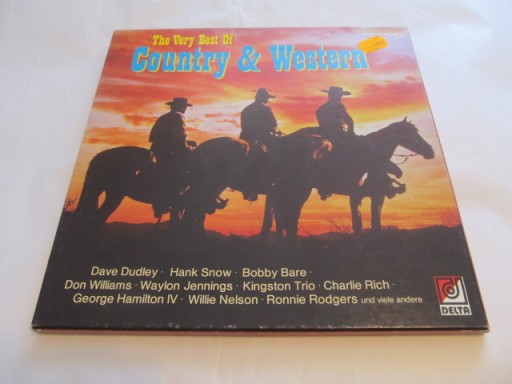 The Very Best Of
Country & Western
Dave Dudley · Hank Snow · Bobby Bare ·
Don Williams · Waylon Jennings · Kingston Trio · Charlie Rich ·
George Hamilton IV · Willie Nelson · Ronnie Rodgers und viele andere
DELTA